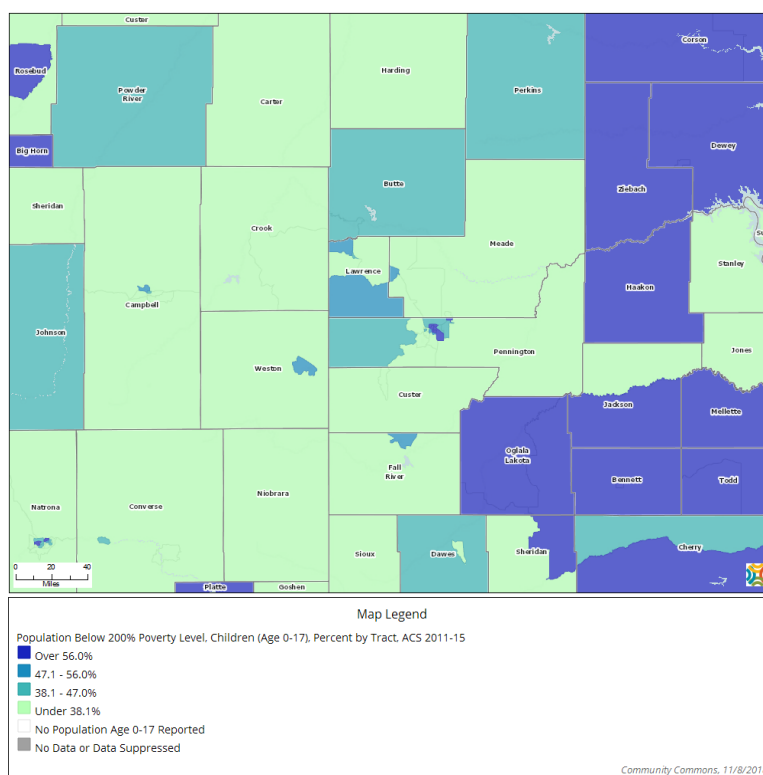 Custer
Corson
Rosebud
Harding
Powder
River
Carter
Perkins
Big Horn
Dewey
Butte
Ziebach
Sheridan
Crook
Meade
Lawrence
Stanley
Haakon
Campbell
Johnson
Pennington
Jones
Weston
Custer
Jackson
Mellette
Oglala
Lakota
Fall
River
Bennett
Todd
Niobrara
Natrona
Converse
Sioux
Dawes
Sheridan
Cherry
0 20 40
Miles
Platte
Goshen
Map Legend
Population Below 200% Poverty Level, Children (Age 0-17), Percent by Tract, ACS 2011-15
Over 56.0%
47.1 - 56.0%
38.1 - 47.0%
Under 38.1%
No Population Age 0-17 Reported
No Data or Data Suppressed
Community Commons, 11/8/201